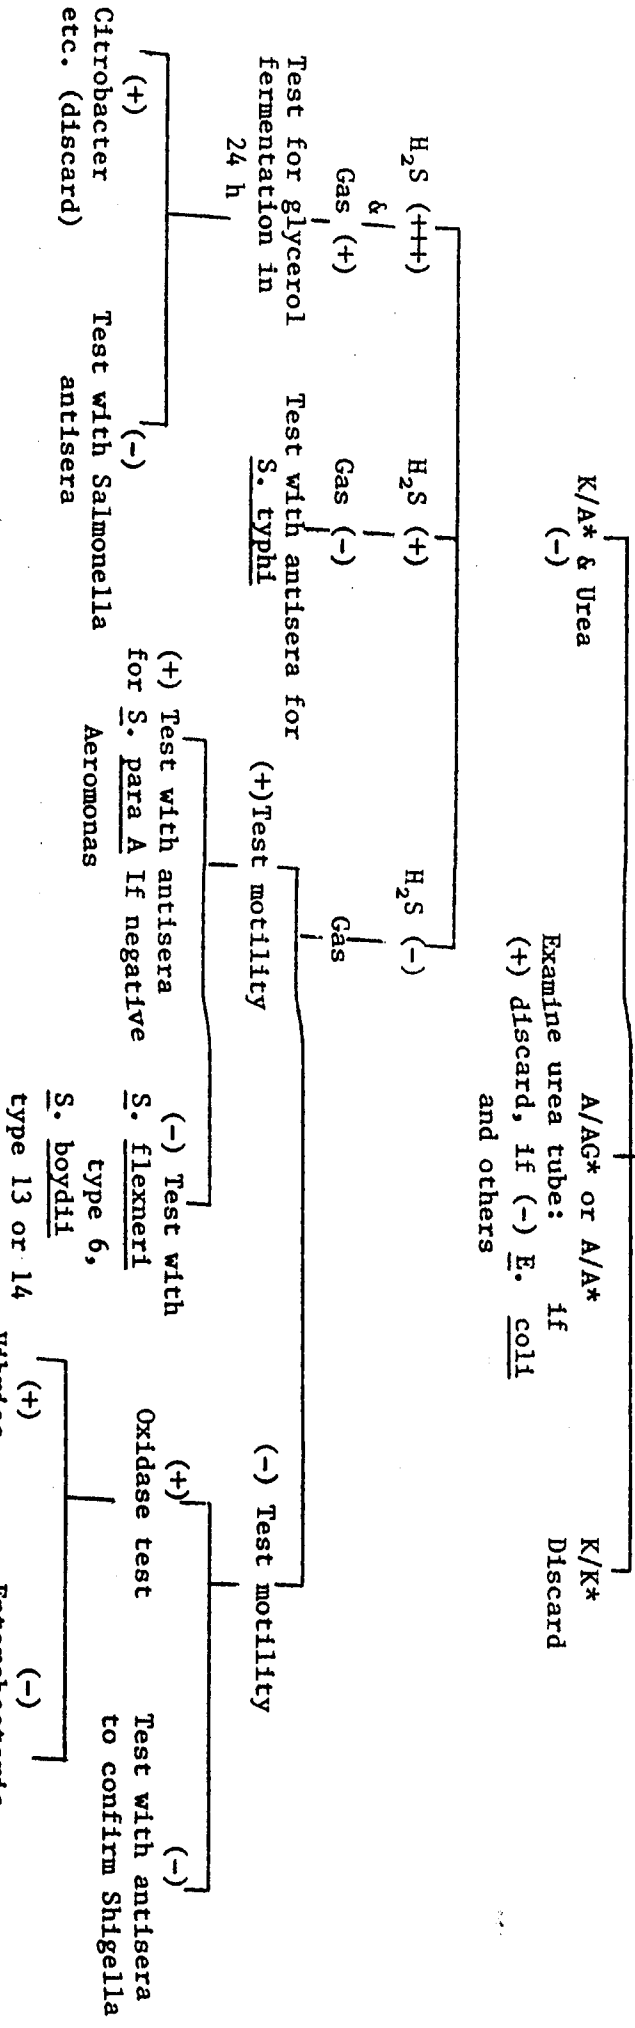 K/A* & Urea
(-)
A/AG* or A/A*
Examine urea tube: if
(+) discard, if (-) E. coli
and others
K/K*
Discard
H₂S (+++)
&
Gas (+)
Test for glycerol
fermentation in
24 h
(+)
Citrobacter
etc. (discard)
(-)
Test with Salmonella
antisera
H₂S (+)
Gas (-)
Test with antisera for
S. typhi
H₂S (-)
Gas
(+)Test motility
(+) Test with antisera
for S. para A If negative
Aeromonas
(-) Test with
S. flexneri
type 6,
S. boydii
type 13 or 14
(-) Test motility
(+)
Oxidase test
(+)
(-)
(-)
Test with antisera
to confirm Shigella